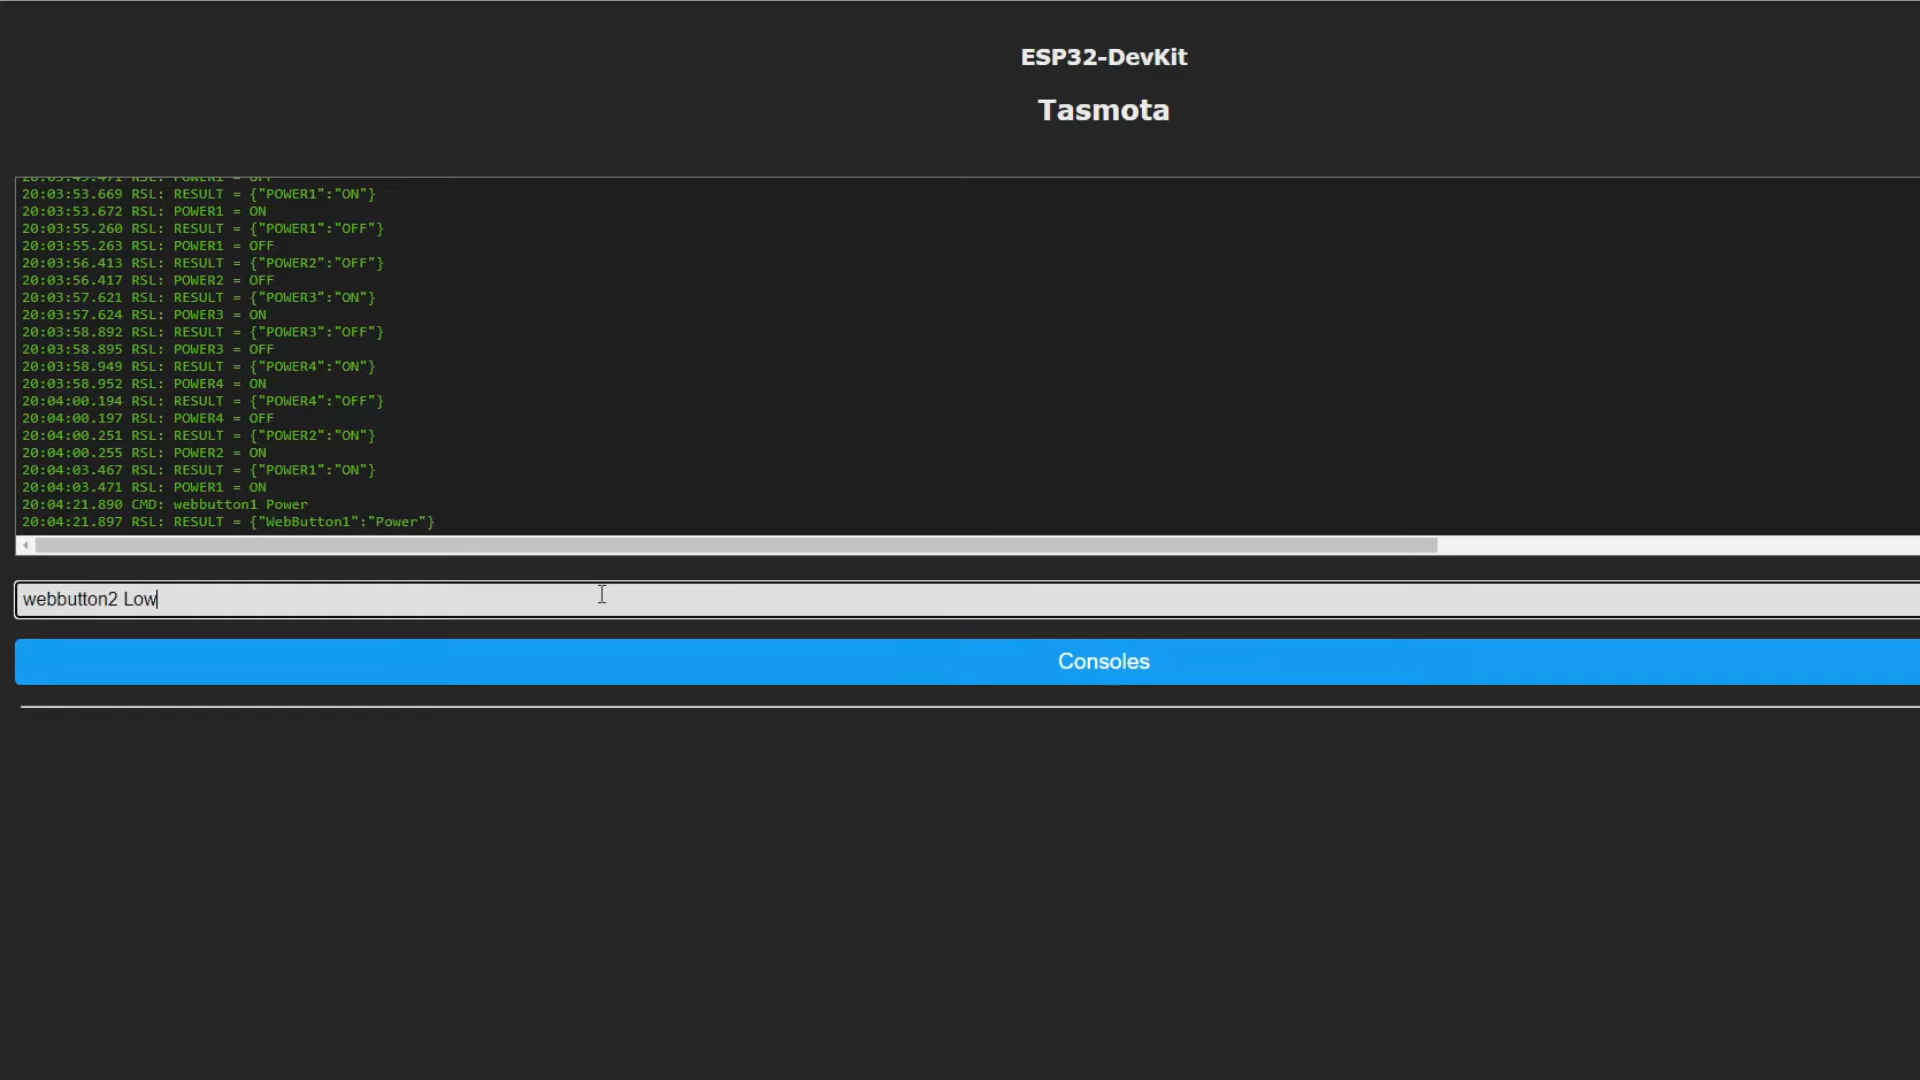 ESP32-DevKit
Tasmota
20:03:53.669 RSL: RESULT = {"POWER1":"ON"}
20:03:53.672 RSL: POWER1 = ON
20:03:55.260 RSL: RESULT = {"POWER1":"OFF"}
20:03:55.263 RSL: POWER1 = OFF
20:03:56.413 RSL: RESULT = {"POWER2":"OFF"}
20:03:56.417 RSL: POWER2 = OFF
20:03:57.621 RSL: RESULT = {"POWER3":"ON"}
20:03:57.624 RSL: POWER3 = ON
20:03:58.892 RSL: RESULT = {"POWER3":"OFF"}
20:03:58.895 RSL: POWER3 = OFF
20:03:58.949 RSL: RESULT = {"POWER4":"ON"}
20:03:58.952 RSL: POWER4 = ON
20:04:00.194 RSL: RESULT = {"POWER4":"OFF"}
20:04:00.197 RSL: POWER4 = OFF
20:04:00.251 RSL: RESULT = {"POWER2":"ON"}
20:04:00.255 RSL: POWER2 = ON
20:04:03.467 RSL: RESULT = {"POWER1":"ON"}
20:04:03.471 RSL: POWER1 = ON
20:04:21.890 CMD: webbutton1 Power
20:04:21.897 RSL: RESULT = {"WebButton1":"Power"}
webbutton2 Low
Consoles